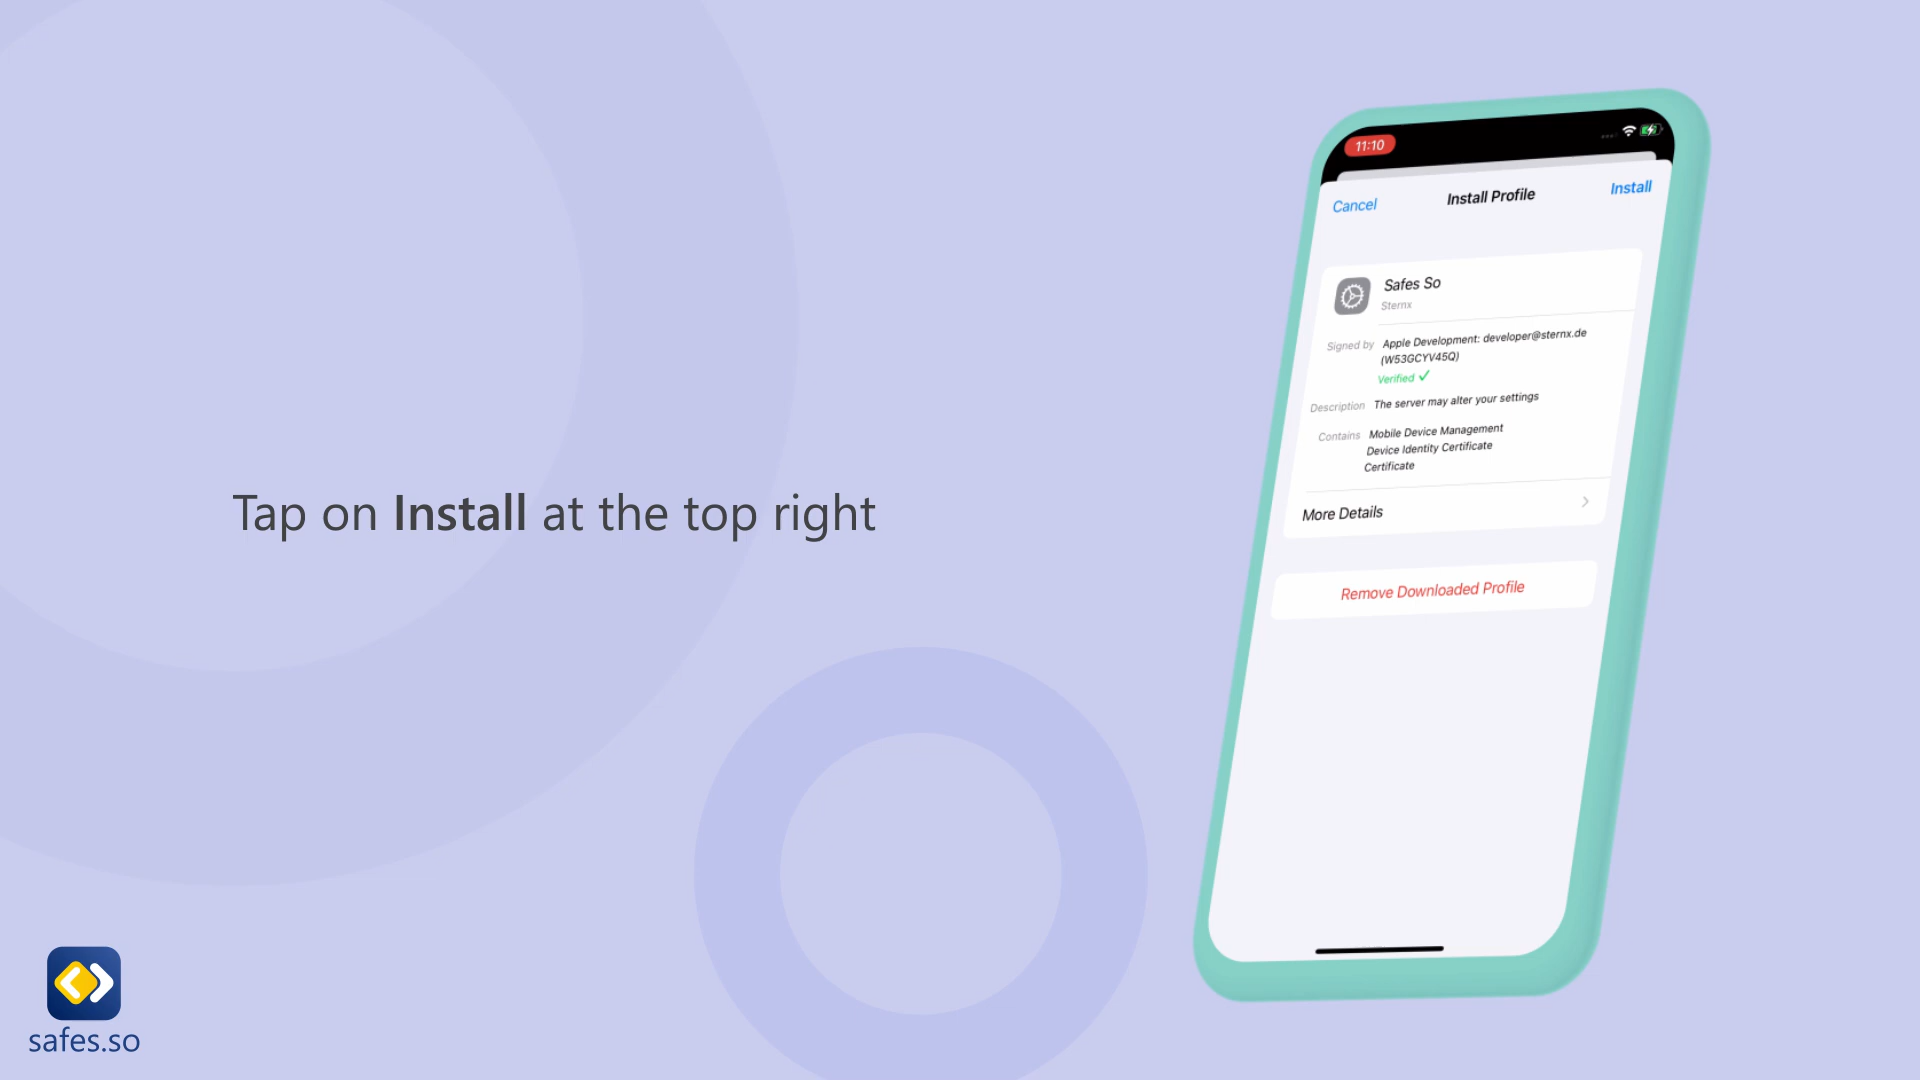 Tap on Install at the top right
11:10
Cancel
Install Profile
Install
Safes So
Sternx
Signed by
Apple Development: developer@sternx.de
(W53GCYV45Q)
Verified ✓
Description
The server may alter your settings
Contains
Mobile Device Management
Device Identity Certificate
Certificate
More Details
Remove Downloaded Profile
safes.so